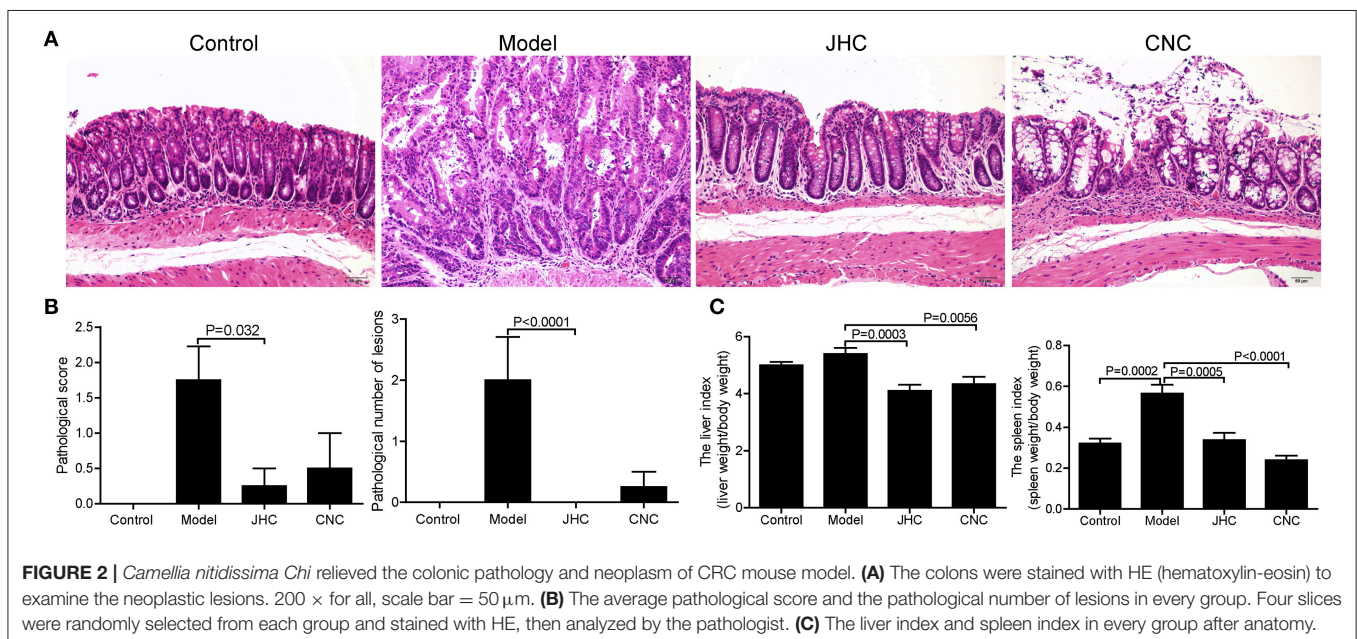 A
Control
Model
JHC
CNC
50 μm
50 μm
B
Pathological score
2.5
2.0
1.5
1.0
0.5
0.0
P=0.032
Control
Model
JHC
CNC
Pathological number of lesions
3
2
1
0
P<0.0001
Control
Model
JHC
CNC
C
The liver index
(liver weight/body weight)
6
4
2
0
P=0.0003
P=0.0056
Control
Model
JHC
CNC
The spleen index
(spleen weight/body weight)
0.8
0.6
0.4
0.2
0.0
P=0.0002
P=0.0005
P<0.0001
Control
Model
JHC
CNC
FIGURE 2 | Camellia nitidissima Chi relieved the colonic pathology and neoplasm of CRC mouse model. (A) The colons were stained with HE (hematoxylin-eosin) to
examine the neoplastic lesions. 200 × for all, scale bar = 50 μm. (B) The average pathological score and the pathological number of lesions in every group. Four slices
were randomly selected from each group and stained with HE, then analyzed by the pathologist. (C) The liver index and spleen index in every group after anatomy.